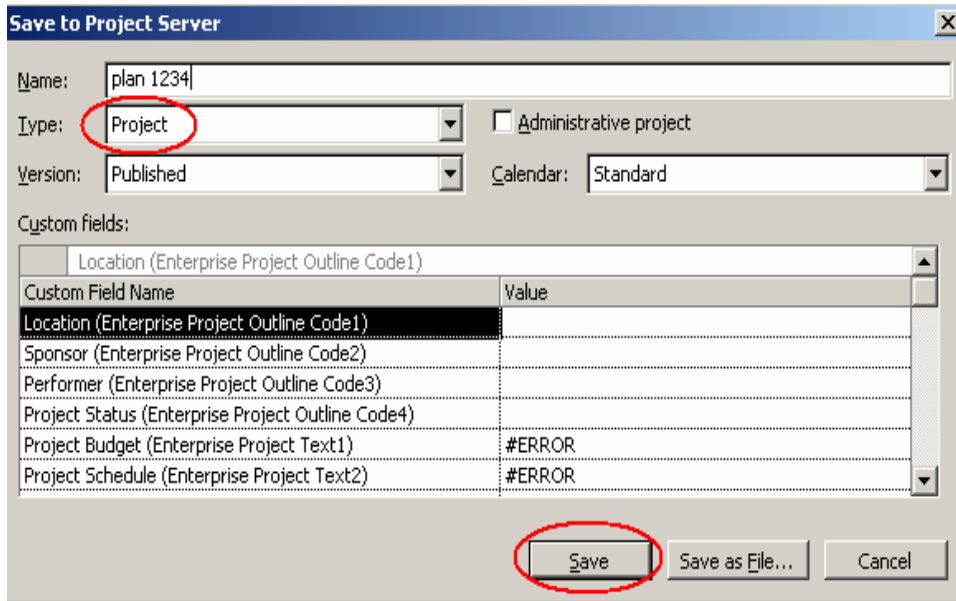 Save to Project Server
Name: plan 1234
Type: Project Administrative project
Version: Published Calendar: Standard
Custom fields:
Location (Enterprise Project Outline Code1)
Custom Field Name Value
Location (Enterprise Project Outline Code1)
Sponsor (Enterprise Project Outline Code2)
Performer (Enterprise Project Outline Code3)
Project Status (Enterprise Project Outline Code4)
Project Budget (Enterprise Project Text1) #ERROR
Project Schedule (Enterprise Project Text2) #ERROR
Save Save as File... Cancel